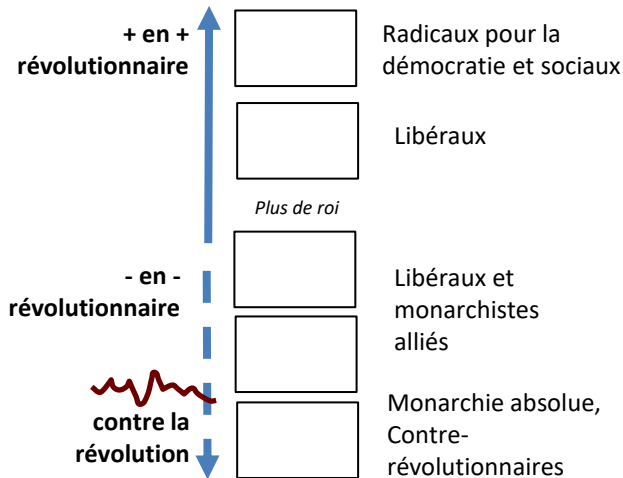 + en +
révolutionnaire
Radicaux pour la
démocratie et sociaux
Libéraux
Plus de roi
- en -
révolutionnaire
Libéraux et
monarchistes
alliés
contre la
révolution
Monarchie absolue,
Contre-
révolutionnaires